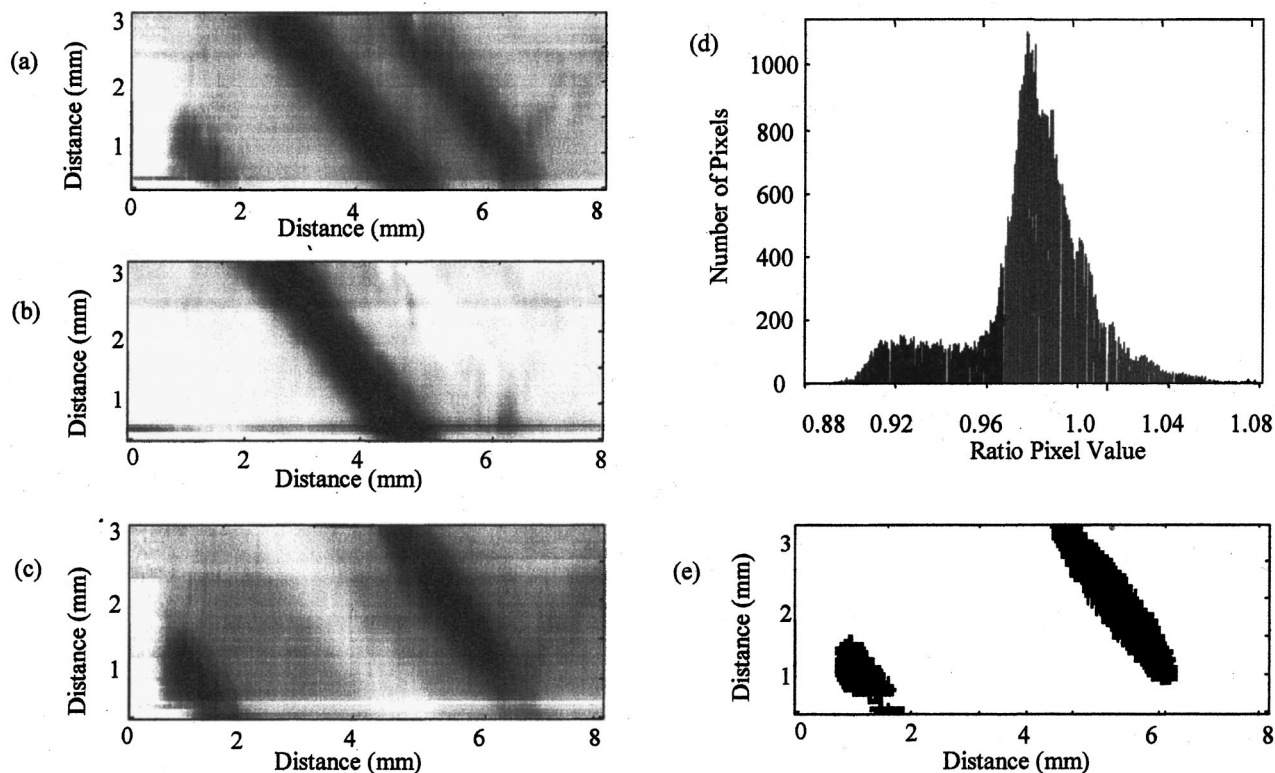 (a)
Distance (mm)
3
2
1
0 2 4 6 8
Distance (mm)
(b)
Distance (mm)
3
2
1
0 2 4 6 8
Distance (mm)
(c)
Distance (mm)
3
2
1
0 2 4 6 8
Distance (mm)
(d)
Number of Pixels
1000
800
600
400
200
0
0.88 0.92 0.96 1.0 1.04 1.08
Ratio Pixel Value
(e)
Distance (mm)
3
2
1
0 2 4 6 8
Distance (mm)